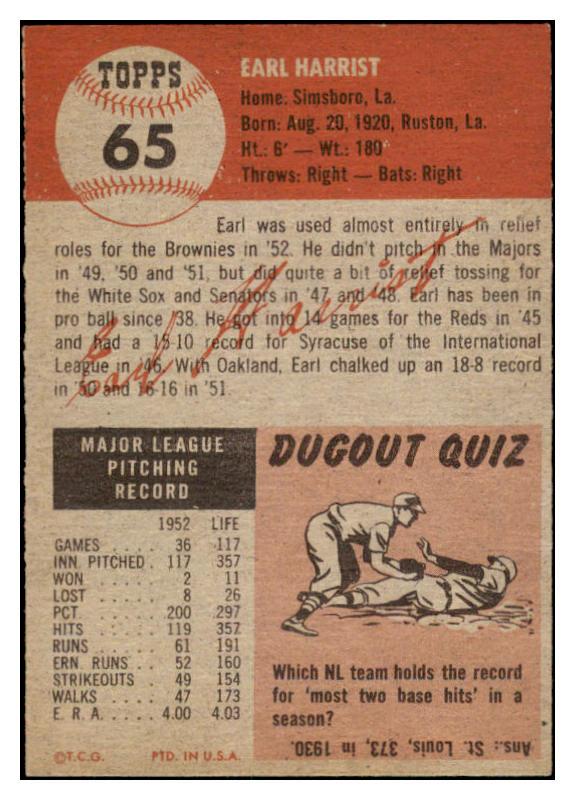 TOPPS
65
EARL HARRIST
Home: Simsboro, La.
Born: Aug. 20, 1920, Ruston, La.
Ht.: 6' — Wt.: 180
Throws: Right — Bats: Right
Earl was used almost entirely in relief
roles for the Brownies in '52. He didn't pitch in the Majors
in '49, '50 and '51, but did quite a bit of relief tossing for
the White Sox and Senators in '47 and '48. Earl has been in
pro ball since '38. He got into 14 games for the Reds in '45
and had a 15-10 record for Syracuse of the International
League in '46. With Oakland, Earl chalked up an 18-8 record
in '50 and 16-16 in '51.
Earl Harrist
MAJOR LEAGUE
PITCHING
RECORD
1952 LIFE
GAMES .... 36 117
INN. PITCHED. 117 357
WON ..... 2 11
LOST ..... 8 26
PCT. ..... .200 .297
HITS ..... 119 357
RUNS .... 61 191
ERN. RUNS .. 52 160
STRIKEOUTS . 49 154
WALKS .... 47 173
E. R. A. .... 4.00 4.03
©T.C.G. PTD. IN U.S.A.
DUGOUT QUIZ
Which NL team holds the record
for 'most two base hits' in a
season?
Ans.: St. Louis, 373, in 1930.